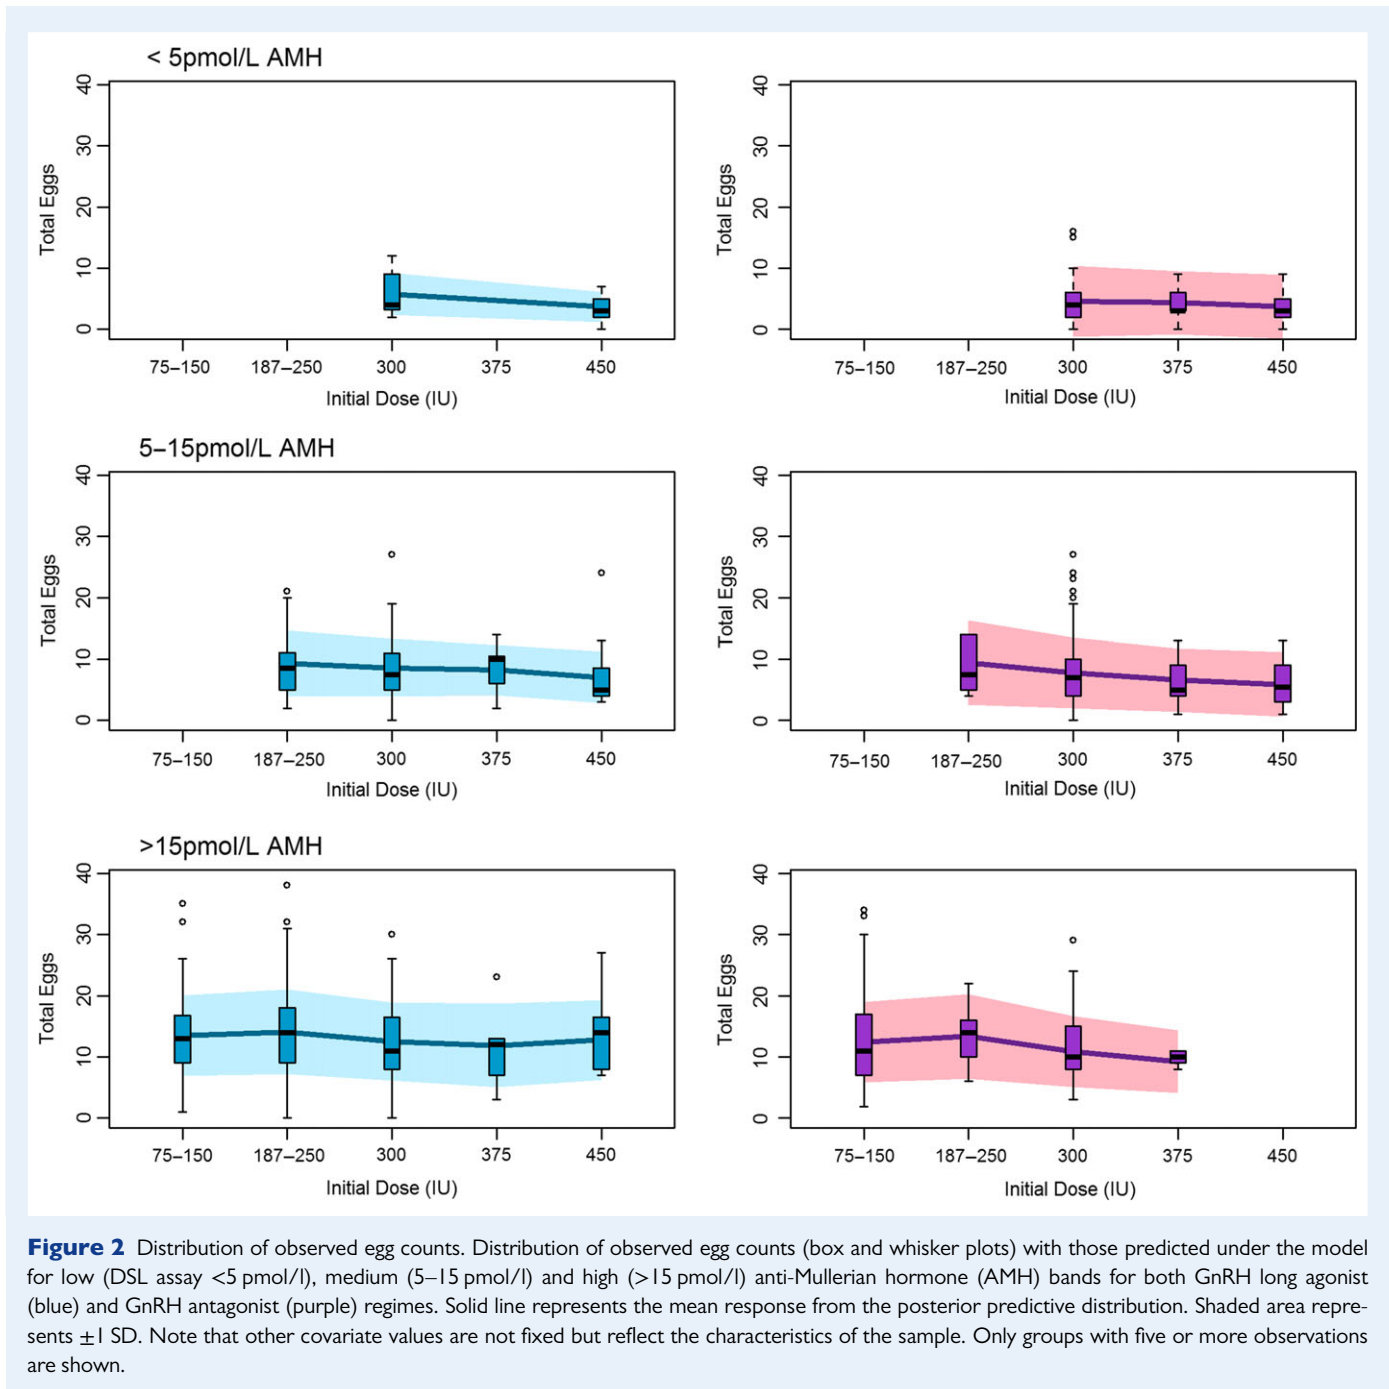 < 5pmol/L AMH
40
30
20
10
0
Total Eggs
75–150 187–250 300 375 450
Initial Dose (IU)
40
30
20
10
0
Total Eggs
75–150 187–250 300 375 450
Initial Dose (IU)
5–15pmol/L AMH
40
30
20
10
0
Total Eggs
75–150 187–250 300 375 450
Initial Dose (IU)
40
30
20
10
0
Total Eggs
75–150 187–250 300 375 450
Initial Dose (IU)
>15pmol/L AMH
40
30
20
10
0
Total Eggs
75–150 187–250 300 375 450
Initial Dose (IU)
40
30
20
10
0
Total Eggs
75–150 187–250 300 375 450
Initial Dose (IU)
Figure 2 Distribution of observed egg counts. Distribution of observed egg counts (box and whisker plots) with those predicted under the model
for low (DSL assay <5 pmol/l), medium (5–15 pmol/l) and high (>15 pmol/l) anti-Mullerian hormone (AMH) bands for both GnRH long agonist
(blue) and GnRH antagonist (purple) regimes. Solid line represents the mean response from the posterior predictive distribution. Shaded area repre-
sents ±1 SD. Note that other covariate values are not fixed but reflect the characteristics of the sample. Only groups with five or more observations
are shown.